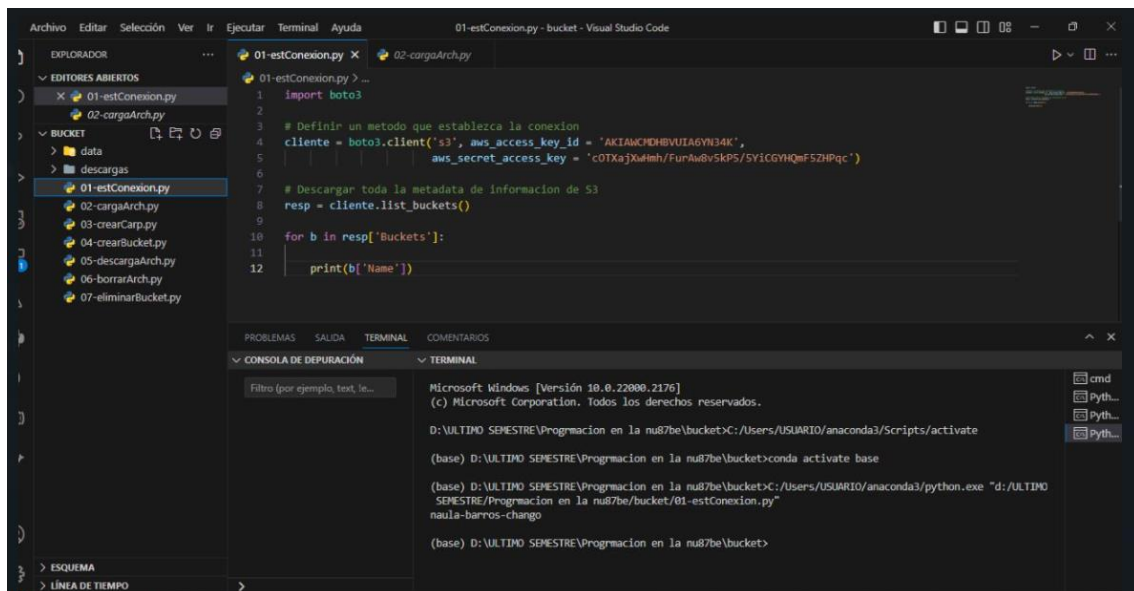 Archivo Editar Selección Ver Ir Ejecutar Terminal Ayuda 01-estConexion.py - bucket - Visual Studio Code
EXPLORADOR ...
EDITORES ABIERTOS
01-estConexion.py
02-cargaArch.py
BUCKET
data
descargas
01-estConexion.py
02-cargaArch.py
03-crearCarp.py
04-crearBucket.py
05-descargaArch.py
06-borrarArch.py
07-eliminarBucket.py
ESQUEMA
LÍNEA DE TIEMPO
01-estConexion.py 02-cargaArch.py
01-estConexion.py > ...
1 import boto3
2
3 # Definir un metodo que establezca la conexion
4 cliente = boto3.client('s3', aws_access_key_id = 'AKIAWCMDHBVUIA6YN34K',
5 aws_secret_access_key = '')
6
7 # Descargar toda la metadata de informacion de S3
8 resp = cliente.list_buckets()
9
10 for b in resp['Buckets']:
11
12 print(b['Name'])
PROBLEMAS SALIDA TERMINAL COMENTARIOS
CONSOLA DE DEPURACIÓN
Filtro (por ejemplo, text, !e...
TERMINAL
Microsoft Windows [Versión 10.0.22000.2176]
(c) Microsoft Corporation. Todos los derechos reservados.
D:\ULTIMO SEMESTRE\Progrmacion en la nu87be\bucket>C:/Users/USUARIO/anaconda3/Scripts/activate
(base) D:\ULTIMO SEMESTRE\Progrmacion en la nu87be\bucket>conda activate base
(base) D:\ULTIMO SEMESTRE\Progrmacion en la nu87be\bucket>C:/Users/USUARIO/anaconda3/python.exe "d:/ULTIMO
SEMESTRE/Progrmacion en la nu87be/bucket/01-estConexion.py"
naula-barros-chango
(base) D:\ULTIMO SEMESTRE\Progrmacion en la nu87be\bucket>
cmd
Pyth...
Pyth...
Pyth...